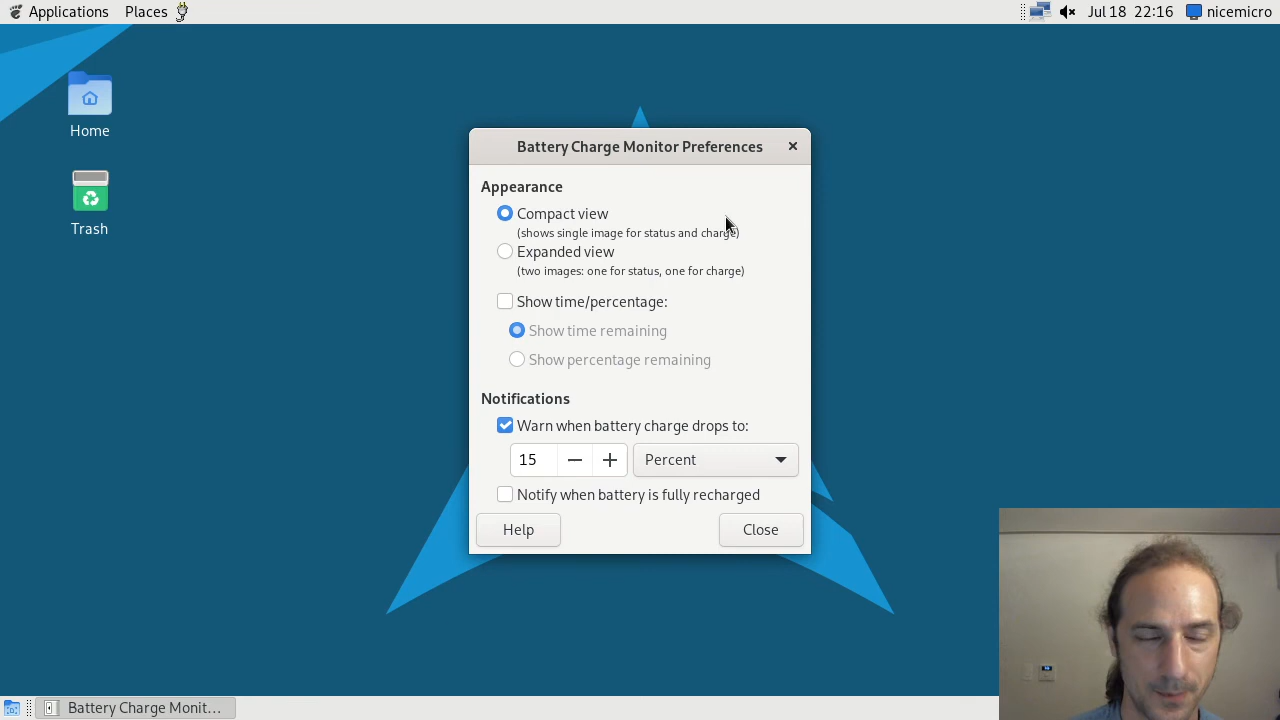 Applications Places
Jul 18 22:16 nicemicro
Home
Trash
Battery Charge Monitor Preferences
Appearance
Compact view
(shows single image for status and charge)
Expanded view
(two images: one for status, one for charge)
Show time/percentage:
Show time remaining
Show percentage remaining
Notifications
Warn when battery charge drops to:
15 Percent
Notify when battery is fully recharged
Help Close
Battery Charge Monit...